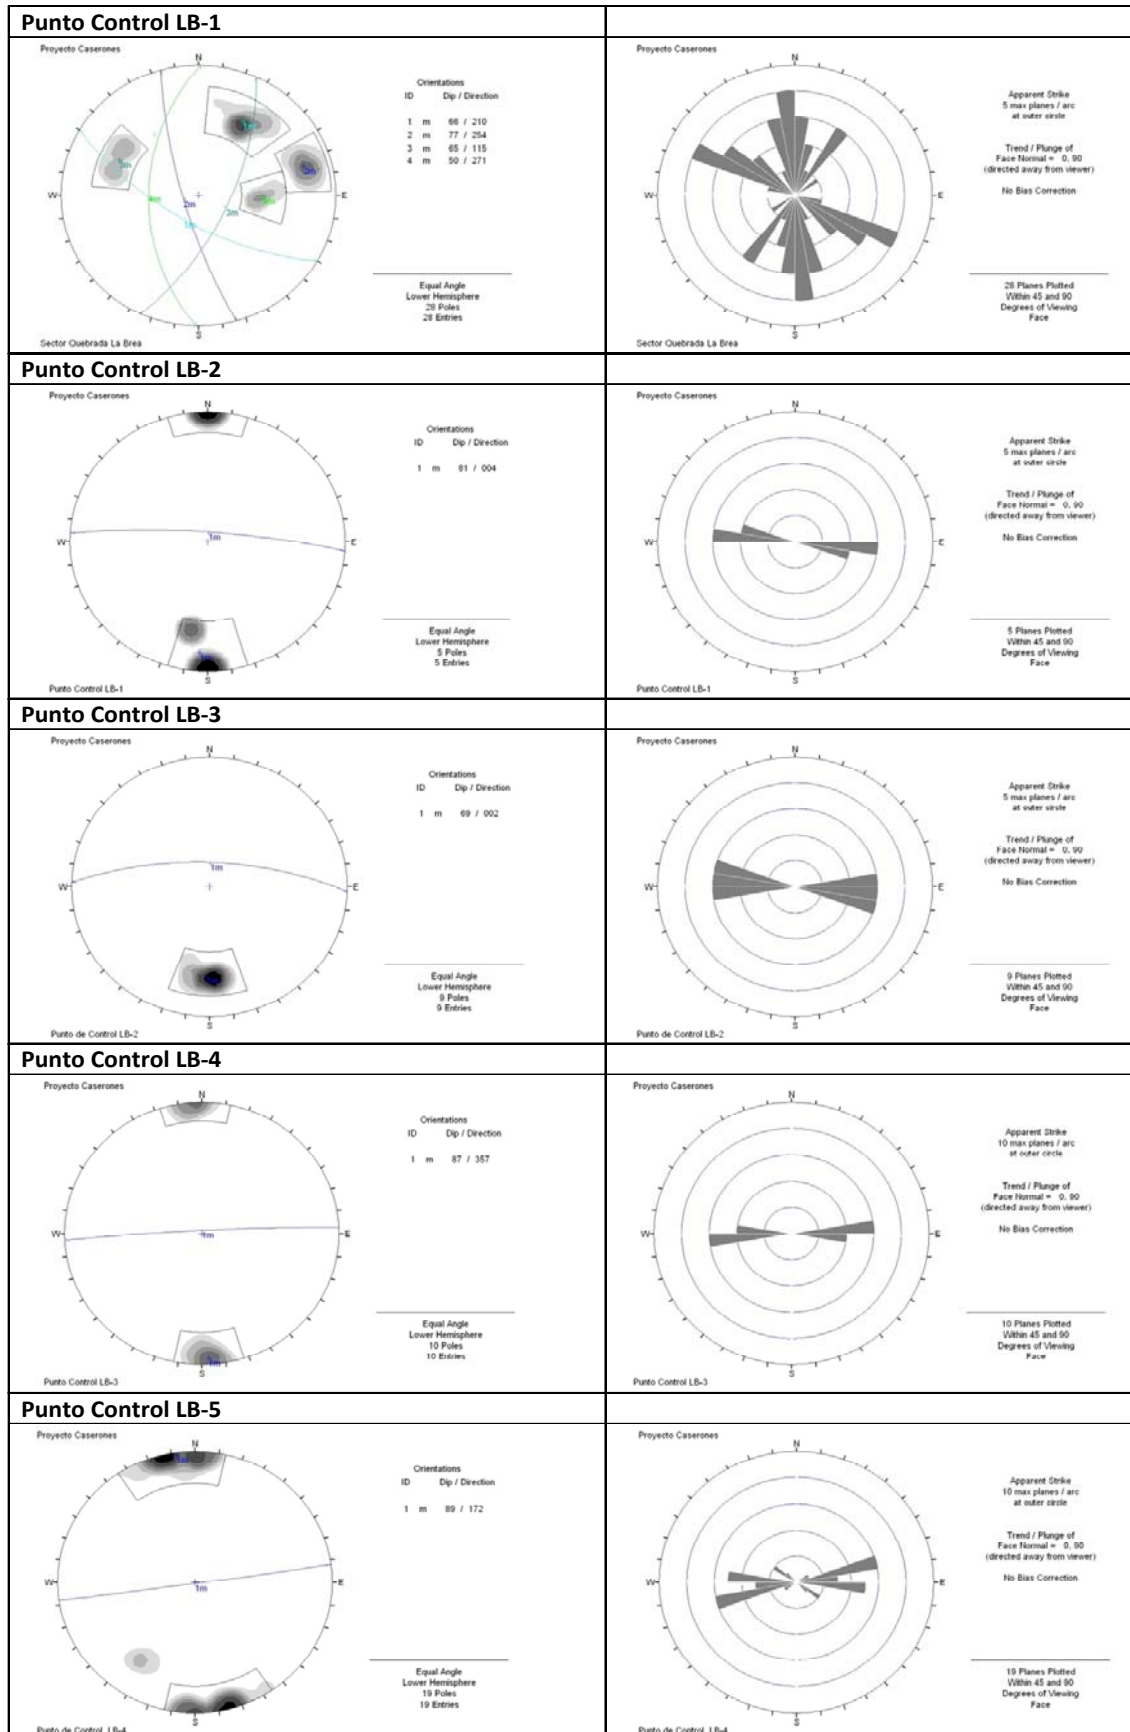 Punto Control LB-1
Proyecto Caserones
N
Orientations
ID Dip / Direction
1 m 66 / 210
2 m 77 / 254
3 m 65 / 115
4 m 50 / 271
W
E
4m
2m
3m
1m
S
Equal Angle
Lower Hemisphere
28 Poles
28 Entries
Sector Quebrada La Brea
N
Apparent Strike
5 max planes / arc
at outer circle
Trend / Plunge of
Face Normal = 0, 90
(directed away from viewer)
No Bias Correction
W
E
S
28 Planes Plotted
Within 45 and 90
Degrees of Viewing
Face
Punto Control LB-2
Proyecto Caserones
N
Orientations
ID Dip / Direction
1 m 81 / 004
W
1m
E
S
Equal Angle
Lower Hemisphere
5 Poles
5 Entries
Punto Control LB-1
Proyecto Caserones
N
Apparent Strike
5 max planes / arc
at outer circle
Trend / Plunge of
Face Normal = 0, 90
(directed away from viewer)
No Bias Correction
W
E
S
5 Planes Plotted
Within 45 and 90
Degrees of Viewing
Face
Punto Control LB-1
Punto Control LB-3
Proyecto Caserones
N
Orientations
ID Dip / Direction
1 m 69 / 002
1m
W
E
S
Equal Angle
Lower Hemisphere
9 Poles
9 Entries
Punto de Control LB-2
Proyecto Caserones
N
Apparent Strike
5 max planes / arc
at outer circle
Trend / Plunge of
Face Normal = 0, 90
(directed away from viewer)
No Bias Correction
W
E
S
9 Planes Plotted
Within 45 and 90
Degrees of Viewing
Face
Punto de Control LB-2
Punto Control LB-4
Proyecto Caserones
N
Orientations
ID Dip / Direction
1 m 87 / 357
W
1m
E
1m
S
Equal Angle
Lower Hemisphere
10 Poles
10 Entries
Punto Control LB-3
Proyecto Caserones
N
Apparent Strike
10 max planes / arc
at outer circle
Trend / Plunge of
Face Normal = 0, 90
(directed away from viewer)
No Bias Correction
W
E
S
10 Planes Plotted
Within 45 and 90
Degrees of Viewing
Face
Punto Control LB-3
Punto Control LB-5
Proyecto Caserones
N
1m
Orientations
ID Dip / Direction
1 m 89 / 172
W
1m
E
S
Equal Angle
Lower Hemisphere
19 Poles
19 Entries
Punto de Control LB-4
Proyecto Caserones
N
Apparent Strike
10 max planes / arc
at outer circle
Trend / Plunge of
Face Normal = 0, 90
(directed away from viewer)
No Bias Correction
W
E
S
19 Planes Plotted
Within 45 and 90
Degrees of Viewing
Face
Punto de Control LB-4